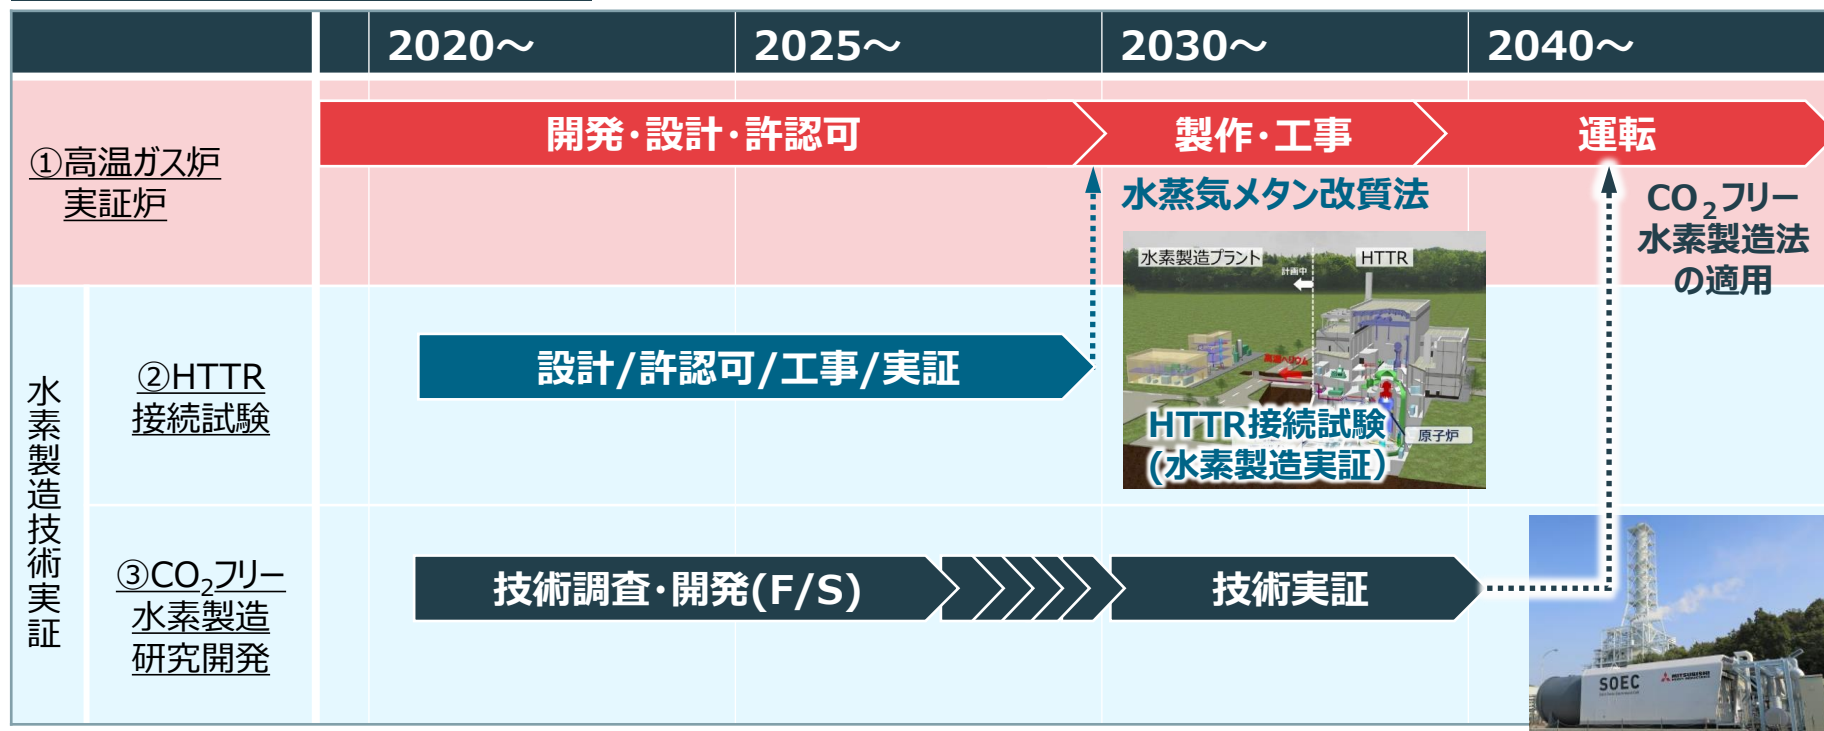 2020～ 2025～ 2030～ 2040～
①高温ガス炉
実証炉
開発・設計・許認可
製作・工事
運転
水蒸気メタン改質法
CO₂フリー
水素製造法
の適用
水素製造プラント
計画中
HTTR
原子炉
HTTR接続試験
(水素製造実証）
水素製造技術実証
②HTTR
接続試験
設計/許認可/工事/実証
③CO₂フリー
水素製造
研究開発
技術調査・開発(F/S)
技術実証
SOEC
MITSUBISHI